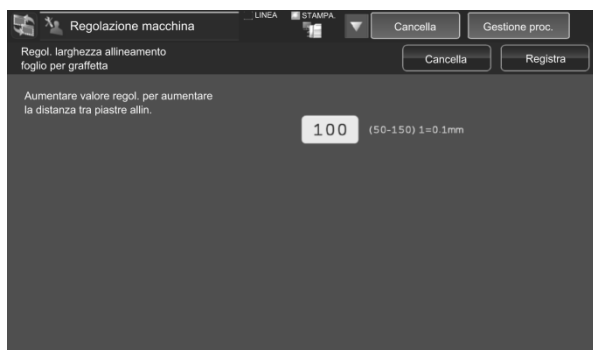 Regolazione macchina
LINEA
STAMPA.
Cancella
Gestione proc.
Regol. larghezza allineamento
foglio per graffetta
Cancella
Registra
Aumentare valore regol. per aumentare
la distanza tra piastre allin.
100 (50-150) 1=0.1mm